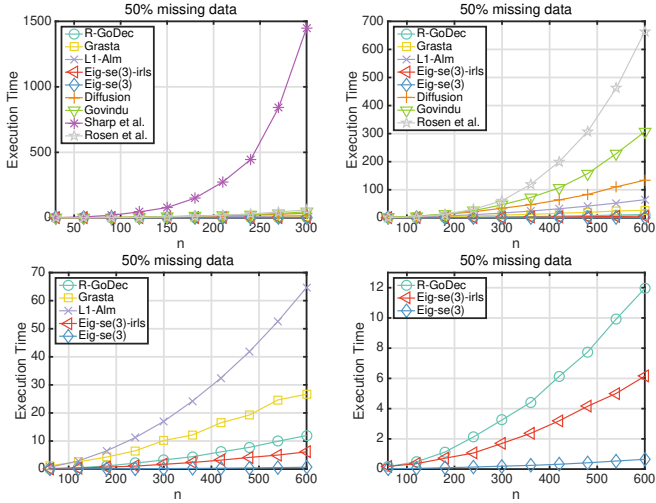 50% missing data
1500
1000
500
0
Execution Time
R-GoDec
Grasta
L1-Alm
Eig-se(3)-irls
Eig-se(3)
Diffusion
Govindu
Sharp et al.
Rosen et al.
50 100 150 200 250 300
n
50% missing data
700
600
500
400
300
200
100
0
Execution Time
R-GoDec
Grasta
L1-Alm
Eig-se(3)-irls
Eig-se(3)
Diffusion
Govindu
Rosen et al.
100 200 300 400 500 600
n
50% missing data
70
60
50
40
30
20
10
0
Execution Time
R-GoDec
Grasta
L1-Alm
Eig-se(3)-irls
Eig-se(3)
100 200 300 400 500 600
n
50% missing data
12
10
8
6
4
2
0
Execution Time
R-GoDec
Eig-se(3)-irls
Eig-se(3)
100 200 300 400 500 600
n